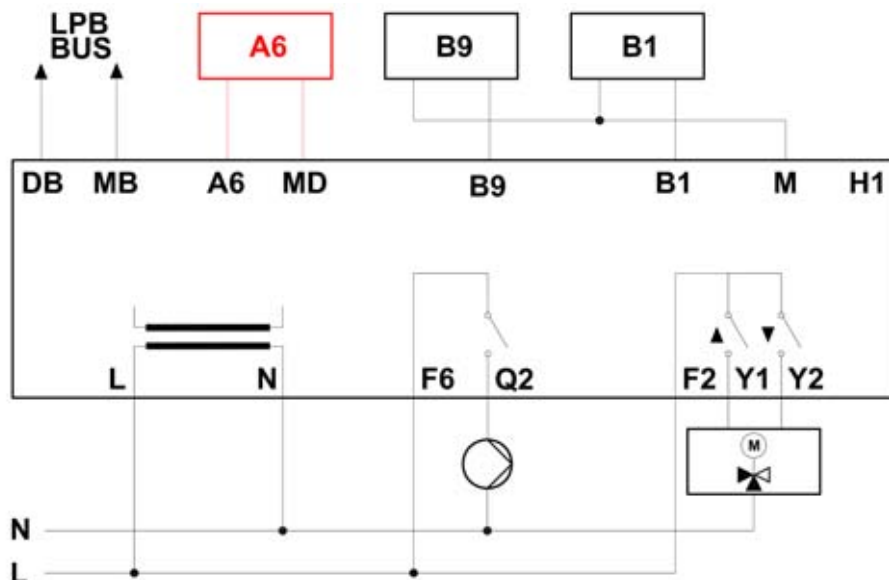 LPB
BUS
A6
B9
B1
DB MB A6 MD B9 B1 M H1
L N F6 Q2 F2 Y1 Y2
M
N
L